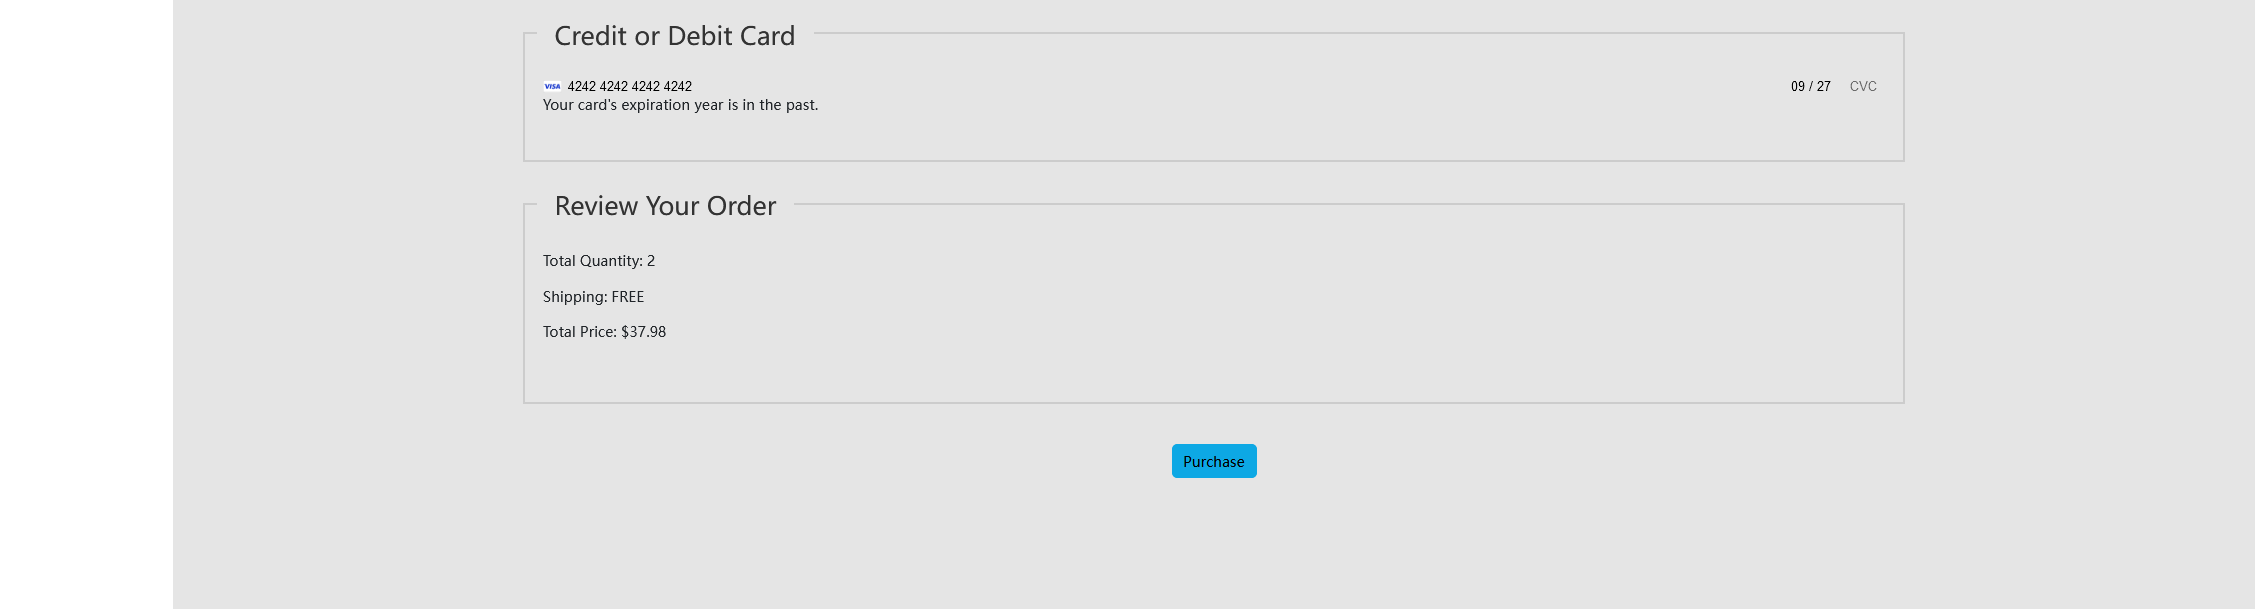 Credit or Debit Card
VISA 4242 4242 4242 4242 09 / 27 CVC
Your card's expiration year is in the past.
Review Your Order
Total Quantity: 2
Shipping: FREE
Total Price: $37.98
Purchase